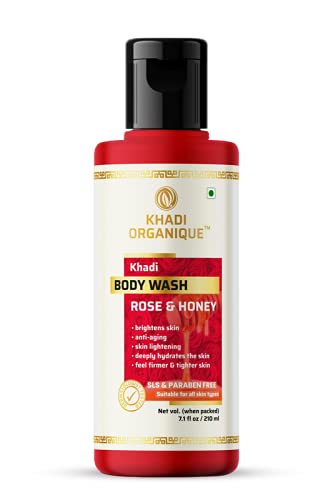 KHADI
ORGANIQUE™
Khadi
BODY WASH
ROSE & HONEY
• brightens skin
• anti-aging
• skin lightening
• deeply hydrates the skin
• feel firmer & tighter skin
SLS & PARABEN FREE
Suitable for all skin types
Net vol. (when packed)
7.1 fl oz / 210 ml